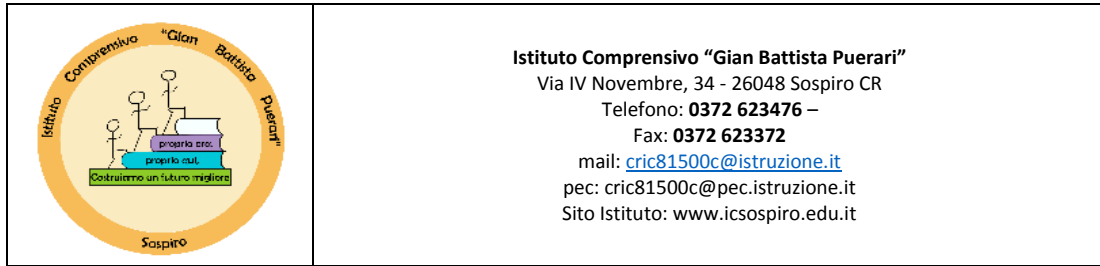 Istituto Comprensivo "Gian Battista Puerari"
proprio
proprio
Costruiamo un futuro migliore
Sospiro
Istituto Comprensivo “Gian Battista Puerari”
Via IV Novembre, 34 - 26048 Sospiro CR
Telefono: 0372 623476 –
Fax: 0372 623372
mail: cric81500c@istruzione.it
pec: cric81500c@pec.istruzione.it
Sito Istituto: www.icsospiro.edu.it